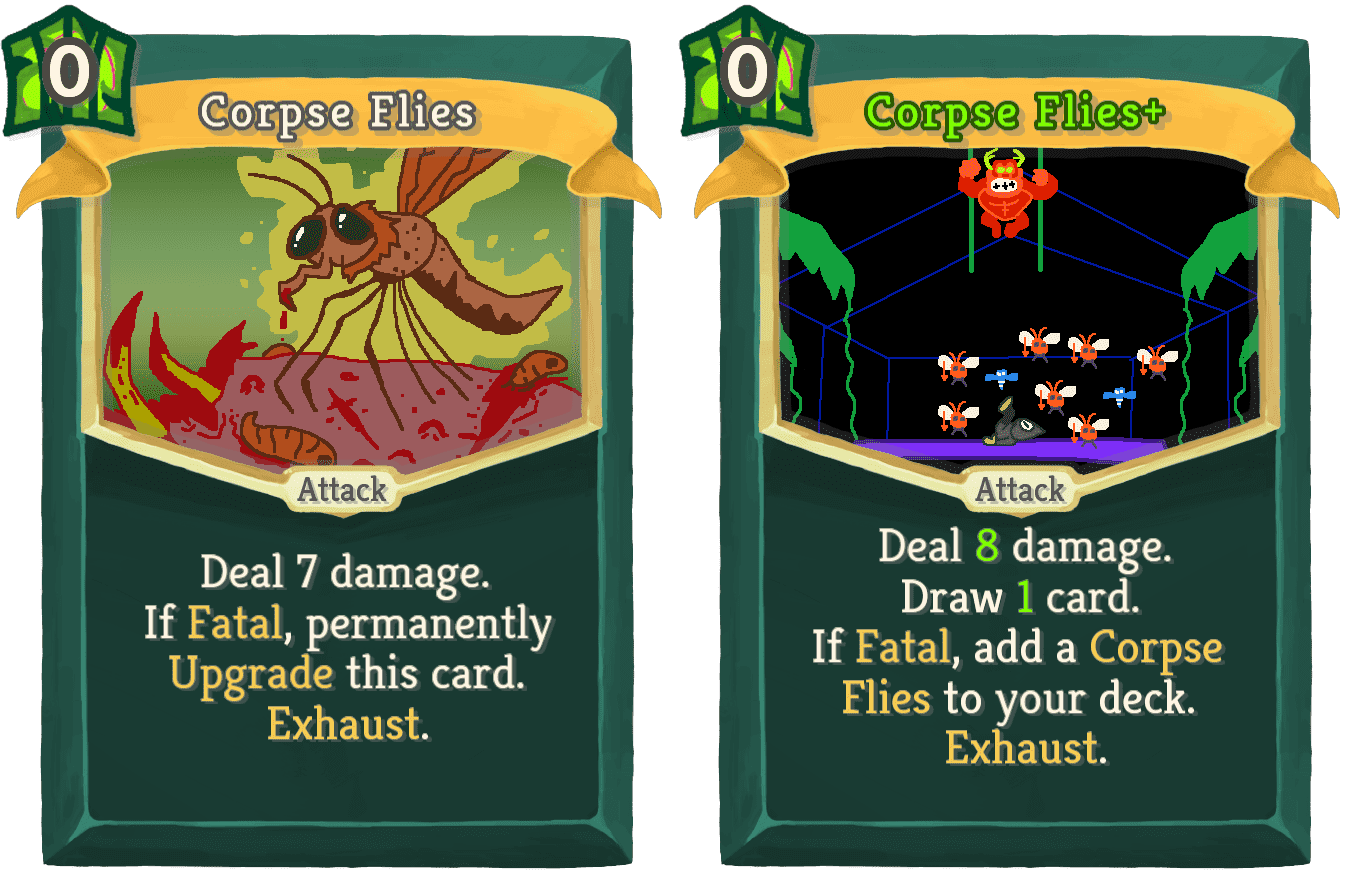 0
Corpse Flies
Attack
Deal 7 damage.
If Fatal, permanently
Upgrade this card.
Exhaust.
0
Corpse Flies+
Attack
Deal 8 damage.
Draw 1 card.
If Fatal, add a Corpse
Flies to your deck.
Exhaust.